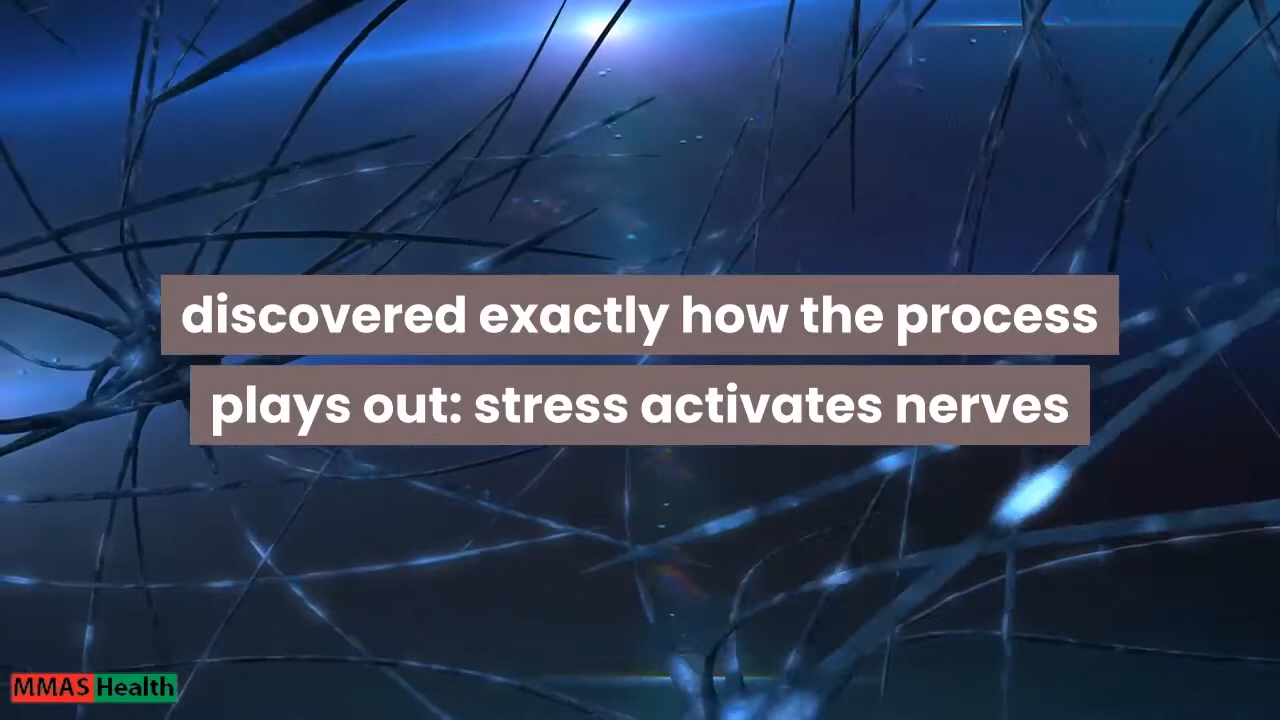 discovered exactly how the process
plays out: stress activates nerves
MMAS Health